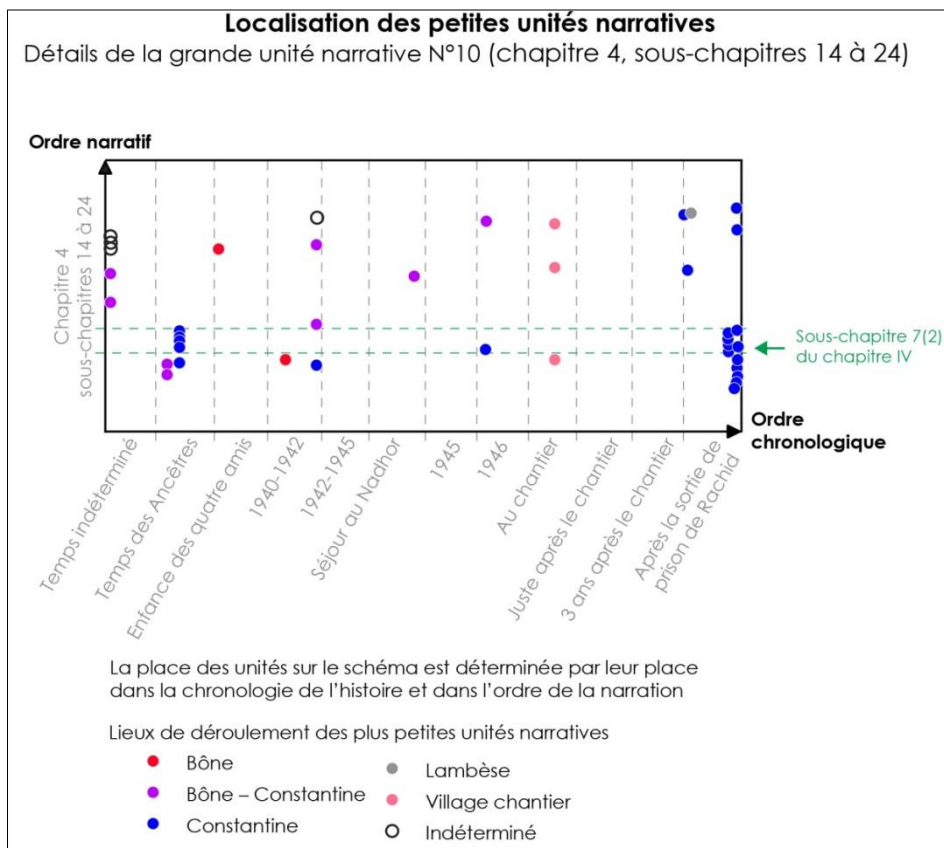 Localisation des petites unités narratives
Détails de la grande unité narrative N°10 (chapitre 4, sous-chapitres 14 à 24)
Ordre narratif
Chapitre 4
sous-chapitres 14 à 24
Sous-chapitre 7(2)
du chapitre IV
Ordre
chronologique
Temps indéterminé
Temps des Ancêtres
Enfance des quatre amis
1940-1942
1942-1945
Séjour au Nadhor
1945
1946
Au chantier
Juste après le chantier
3 ans après le chantier
Après la sortie de
prison de Rachid
La place des unités sur le schéma est déterminée par leur place
dans la chronologie de l'histoire et dans l'ordre de la narration
Lieux de déroulement des plus petites unités narratives
Bône
Bône – Constantine
Constantine
Lambèse
Village chantier
Indéterminé